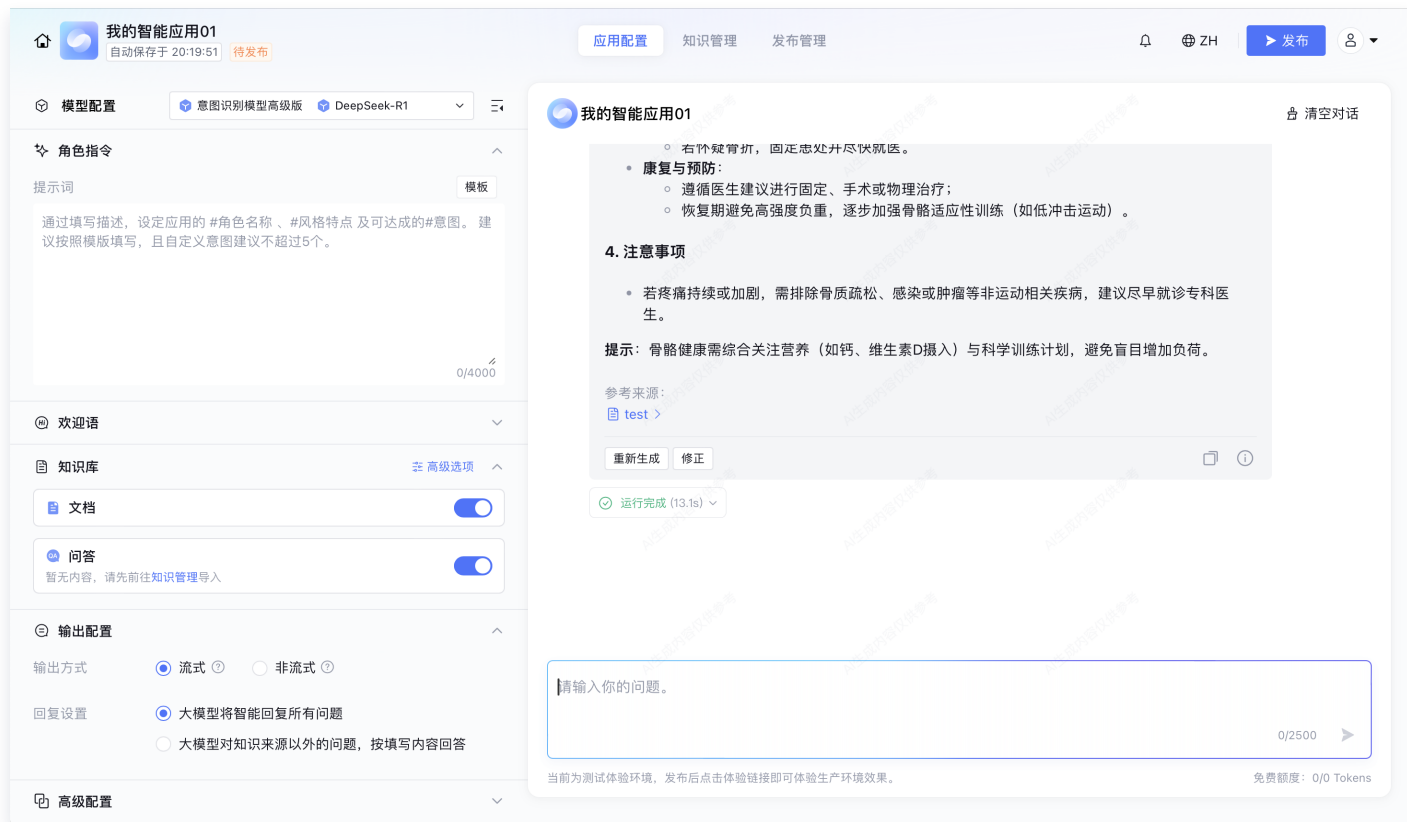 我的智能应用01
自动保存于 20:19:51 待发布
应用配置 知识管理 发布管理
ZH 发布
模型配置 意图识别模型高级版 DeepSeek-R1
角色指令
提示词 模板
通过填写描述，设定应用的 #角色名称 、#风格特点 及可达成的#意图。 建
议按照模版填写，且自定义意图建议不超过5个。
0/4000
欢迎语
知识库 高级选项
文档
问答
暂无内容，请先前往知识管理导入
输出配置
输出方式 流式 非流式
回复设置 大模型将智能回复所有问题
大模型对知识来源以外的问题，按填写内容回答
高级配置
我的智能应用01 清空对话
若怀疑骨折，固定患处并尽快就医。
康复与预防：
遵循医生建议进行固定、手术或物理治疗；
恢复期避免高强度负重，逐步加强骨骼适应性训练（如低冲击运动）。
4. 注意事项
若疼痛持续或加剧，需排除骨质疏松、感染或肿瘤等非运动相关疾病，建议尽早就诊专科医
生。
提示：骨骼健康需综合关注营养（如钙、维生素D摄入）与科学训练计划，避免盲目增加负荷。
参考来源：
test
重新生成 修正
运行完成 (13.1s)
请输入你的问题。
0/2500
当前为测试体验环境，发布后点击体验链接即可体验生产环境效果。 免费额度：0/0 Tokens
AI生成内容仅供参考